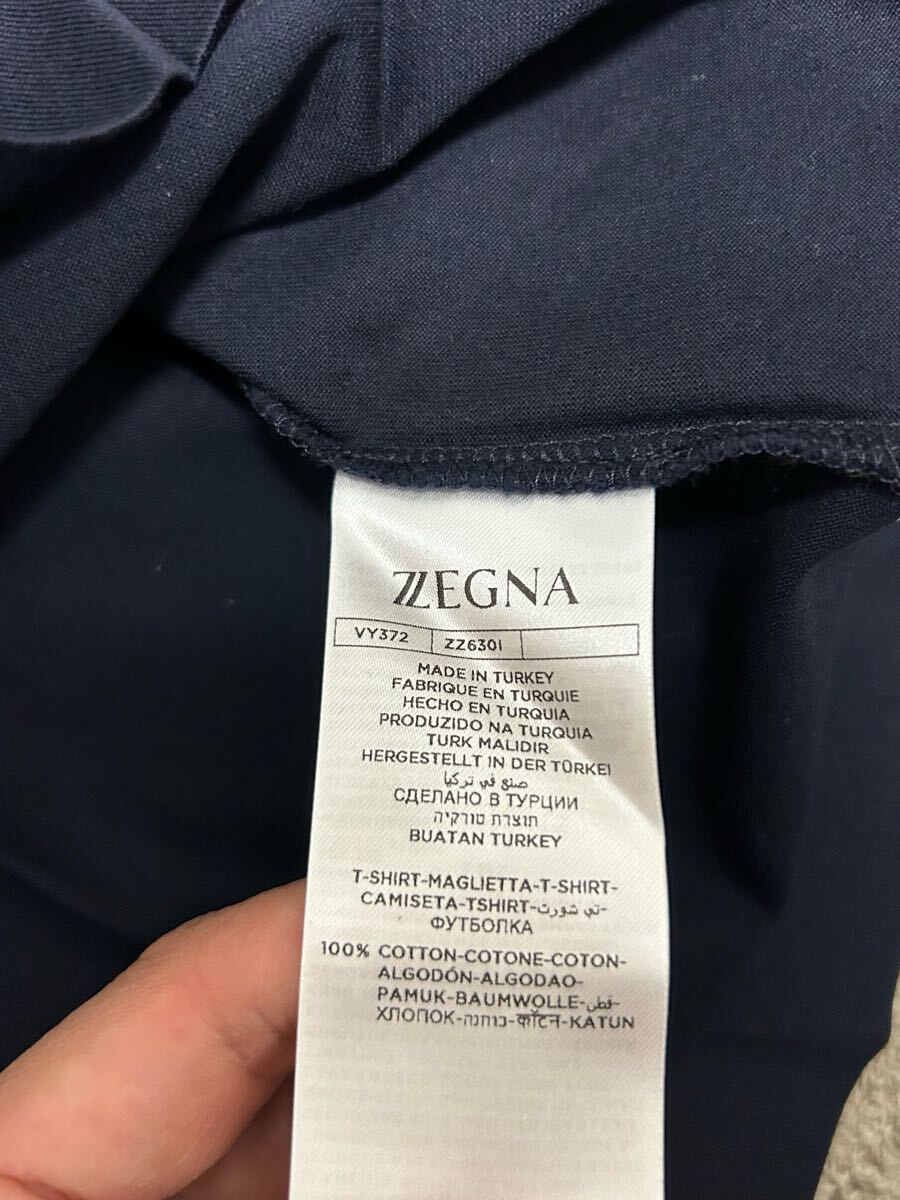 ZZEGNA
VY372 ZZ630I
MADE IN TURKEY
FABRIQUE EN TURQUIE
HECHO EN TURQUIA
PRODUZIDO NA TURQUIA
TURK MALIDIR
HERGESTELLT IN DER TÜRKEI
صنع في تركيا
СДЕЛАНО В ТУРЦИИ
תוצרת טורקיה
BUATAN TURKEY
T-SHIRT-MAGLIETTA-T-SHIRT-
CAMISETA-TSHIRT-تي شورت-
ФУТБОЛКА
100% COTTON-COTONE-COTON-
ALGODÓN-ALGODAO-
PAMUK-BAUMWOLLE-قطن-
ХЛОПОК-כותנה-कॉटन-KATUN